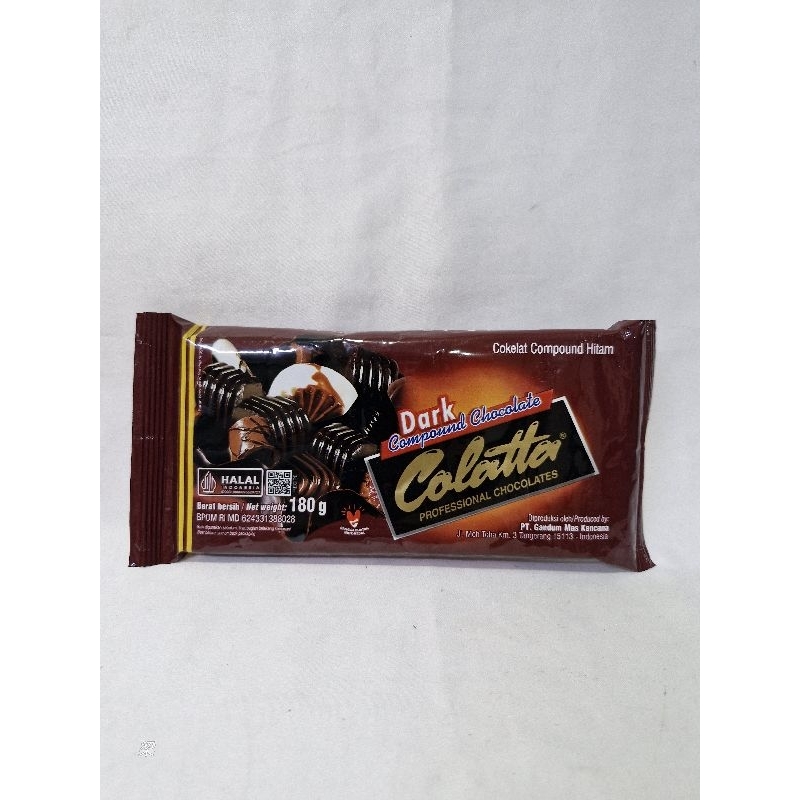 Cokelat Compound Hitam
Dark
Compound Chocolate
Colatta®
PROFESSIONAL CHOCOLATES
HALAL
INDONESIA
Berat bersih / Net weight: 180 g
BPOM RI MD 624331388028
Diproduksi oleh/Produced by:
PT. Gandum Mas Kencana
Jl. Moh Toha Km. 3 Tangerang 15113 - Indonesia